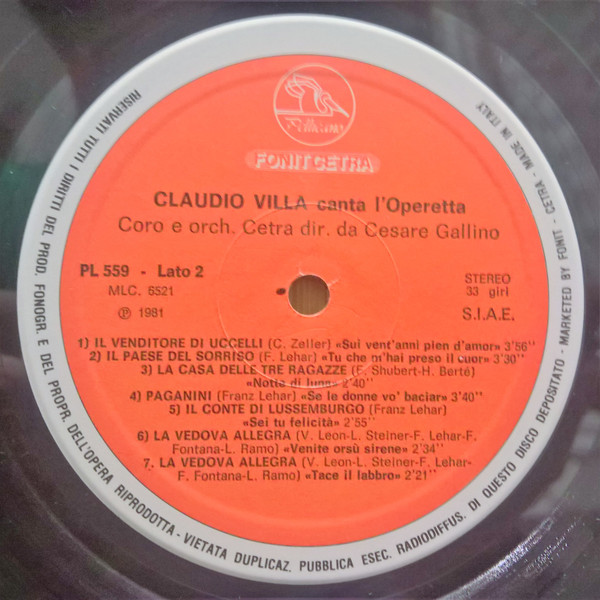 Pellicano
FONIT CETRA
CLAUDIO VILLA canta l'Operetta
Coro e orch. Cetra dir. da Cesare Gallino
PL 559 - Lato 2
MLC. 6521
℗ 1981
STEREO
33 giri
S.I.A.E.
1) IL VENDITORE DI UCCELLI (C. Zeller) «Sui vent'anni pien d'amor» 3'56"
2) IL PAESE DEL SORRISO (F. Lehar) «Tu che m'hai preso il cuor» 3'30"
3) LA CASA DELLE TRE RAGAZZE (F. Shubert-H. Berté)
«Notte di luna» 2'40"
4) PAGANINI (Franz Lehar) «Se le donne vo' baciar» 3'40"
5) IL CONTE DI LUSSEMBURGO (Franz Lehar)
«Sei tu felicità» 2'55"
6) LA VEDOVA ALLEGRA (V. Leon-L. Steiner-F. Lehar-F.
Fontana-L. Ramo) «Venite orsù sirene» 2'34"
7. LA VEDOVA ALLEGRA (V. Leon-L. Steiner-F, Lehar-
F. Fontana-L. Ramo) «Tace il labbro» 2'21"
RISERVATI TUTTI I DIRITTI DEL PROD. FONOGR. E DEL PROPR. DELL'OPERA RIPRODOTTA - VIETATA DUPLICAZ. PUBBLICA ESEC. RADIODIFFUS. DI QUESTO DISCO DEPOSITATO - MARKETED BY FONIT - CETRA - MADE IN ITALY